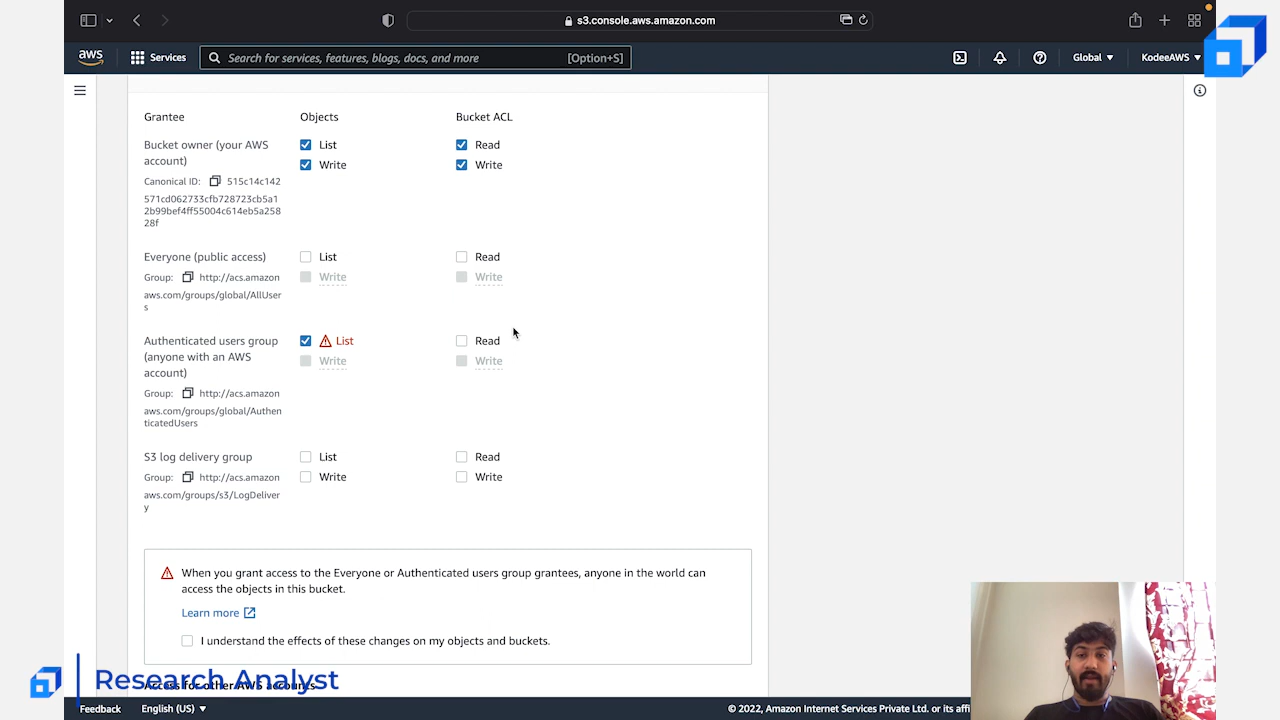 s3.console.aws.amazon.com
aws
Services
Search for services, features, blogs, docs, and more [Option+S]
Global ▼
KodeeAWS ▼
Grantee Objects Bucket ACL
Bucket owner (your AWS account)
List Read
Write Write
Canonical ID: 515c14c142
571cd062733cfb728723cb5a1
2b99bef4ff55004c614eb5a258
28f
Everyone (public access)
List Read
Group: http://acs.amazon
Write Write
aws.com/groups/global/AllUser
s
Authenticated users group
List Read
(anyone with an AWS
Write Write
account)
Group: http://acs.amazon
aws.com/groups/global/Authen
ticatedUsers
S3 log delivery group
List Read
Group: http://acs.amazon
Write Write
aws.com/groups/s3/LogDeliver
y
When you grant access to the Everyone or Authenticated users group grantees, anyone in the world can
access the objects in this bucket.
Learn more
I understand the effects of these changes on my objects and buckets.
Research Analyst
Access for other AWS accounts
Feedback English (US) ▼
© 2022, Amazon Internet Services Private Ltd. or its affi